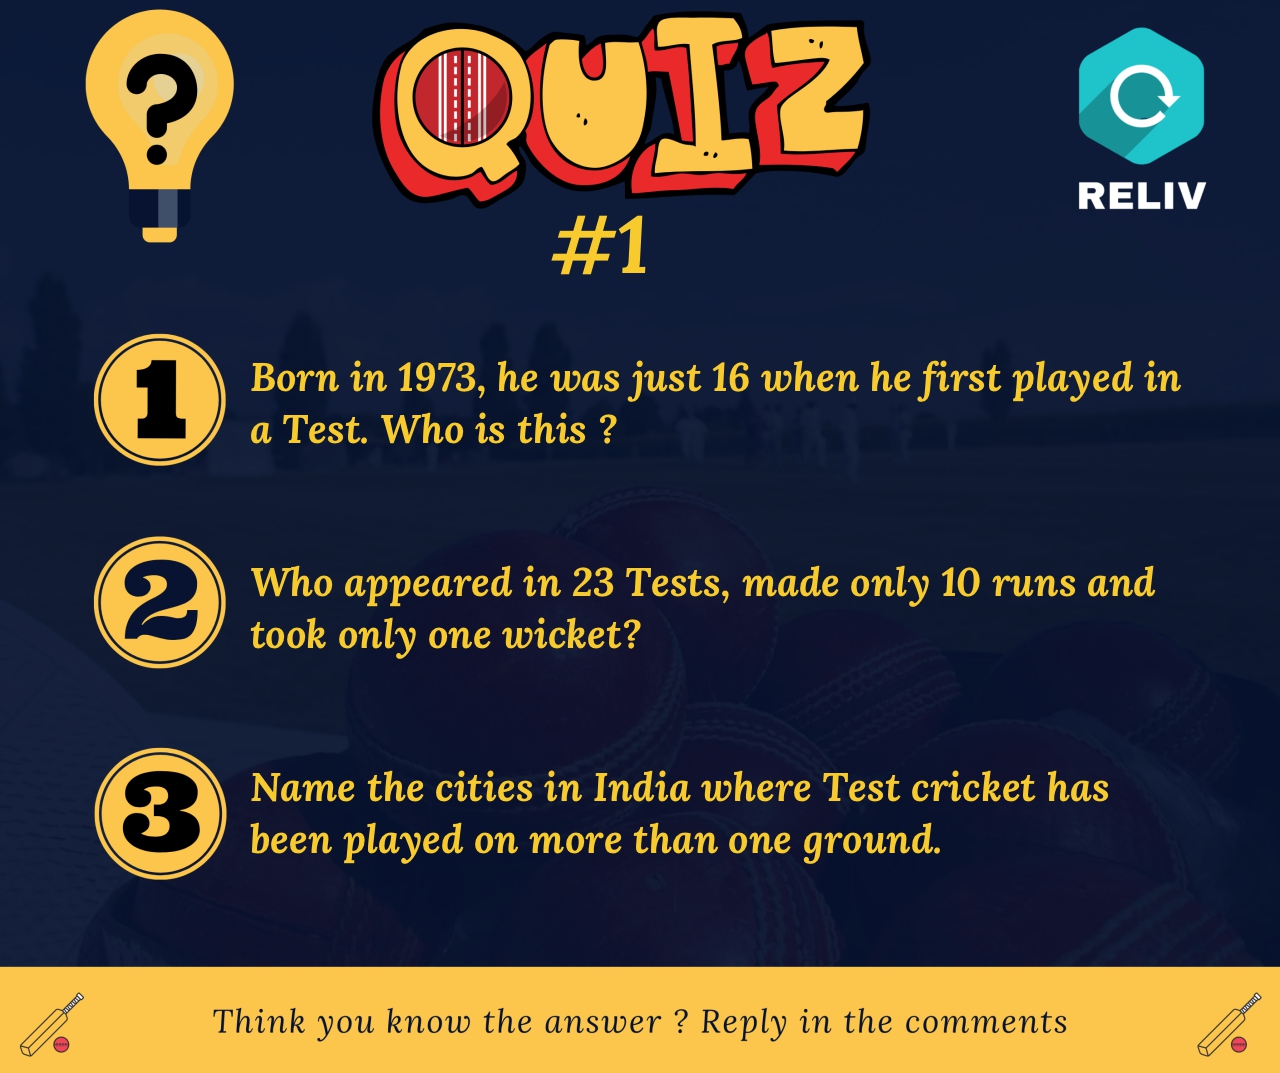 ?
QUIZ
RELIV
#1
1
Born in 1973, he was just 16 when he first played in
a Test. Who is this ?
2
Who appeared in 23 Tests, made only 10 runs and
took only one wicket?
3
Name the cities in India where Test cricket has
been played on more than one ground.
Think you know the answer ? Reply in the comments